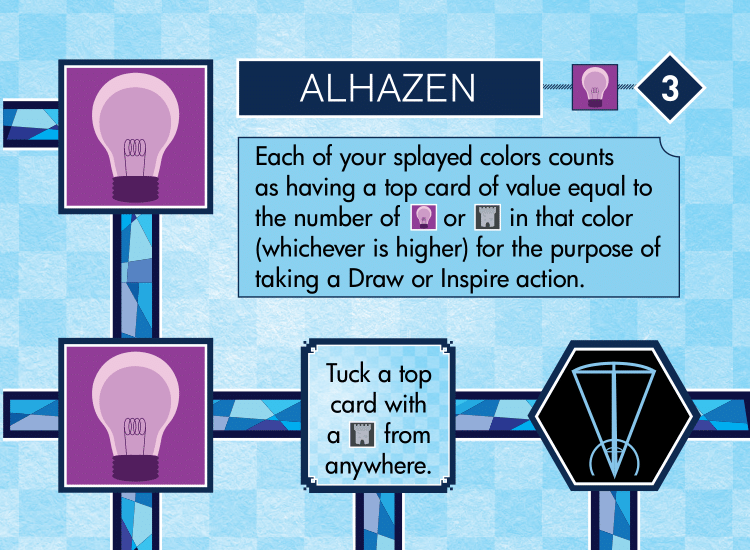 ALHAZEN
3
Each of your splayed colors counts
as having a top card of value equal to
the number of or in that color
(whichever is higher) for the purpose of
taking a Draw or Inspire action.
Tuck a top
card with
a from
anywhere.